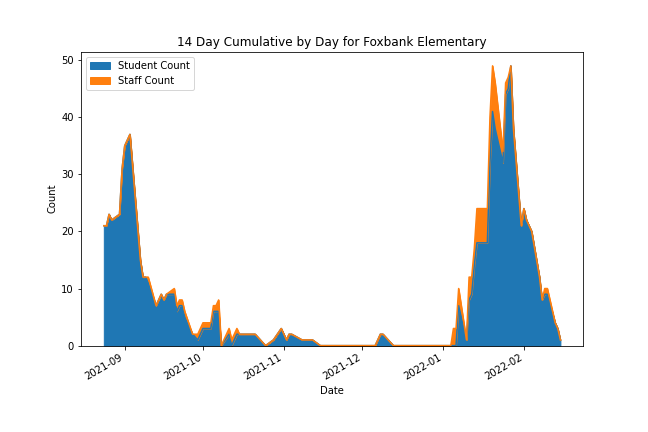 14 Day Cumulative by Day for Foxbank Elementary
Student Count
Staff Count
50
40
30
20
10
0
Count
2021-09
2021-10
2021-11
2021-12
2022-01
2022-02
Date